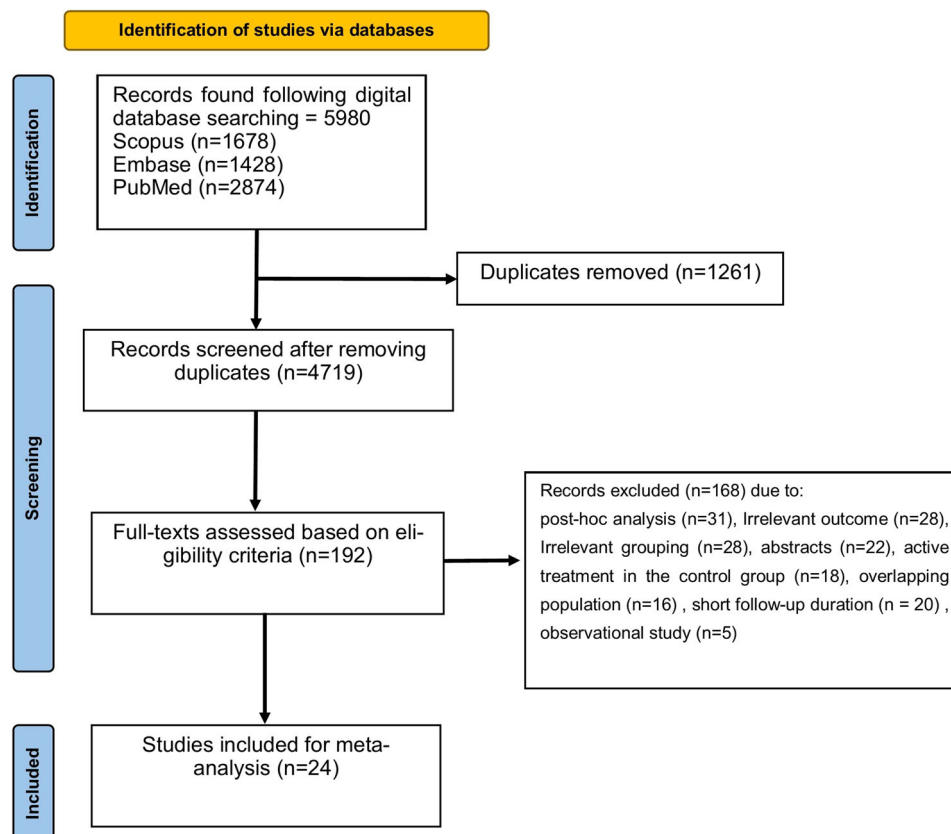 Identification of studies via databases
Identification
Records found following digital
database searching = 5980
Scopus (n=1678)
Embase (n=1428)
PubMed (n=2874)
Duplicates removed (n=1261)
Screening
Records screened after removing
duplicates (n=4719)
Full-texts assessed based on eli-
gibility criteria (n=192)
Records excluded (n=168) due to:
post-hoc analysis (n=31), Irrelevant outcome (n=28),
Irrelevant grouping (n=28), abstracts (n=22), active
treatment in the control group (n=18), overlapping
population (n=16) , short follow-up duration (n = 20) ,
observational study (n=5)
Included
Studies included for meta-
analysis (n=24)